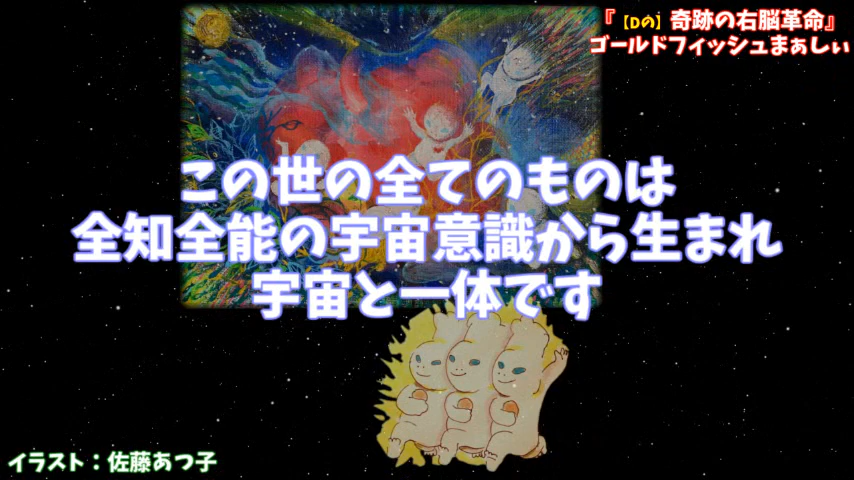 『【Dの】奇跡の右脳革命』
ゴールドフィッシュまぁしぃ
この世の全てのものは
全知全能の宇宙意識から生まれ
宇宙と一体です
イラスト：佐藤あつ子